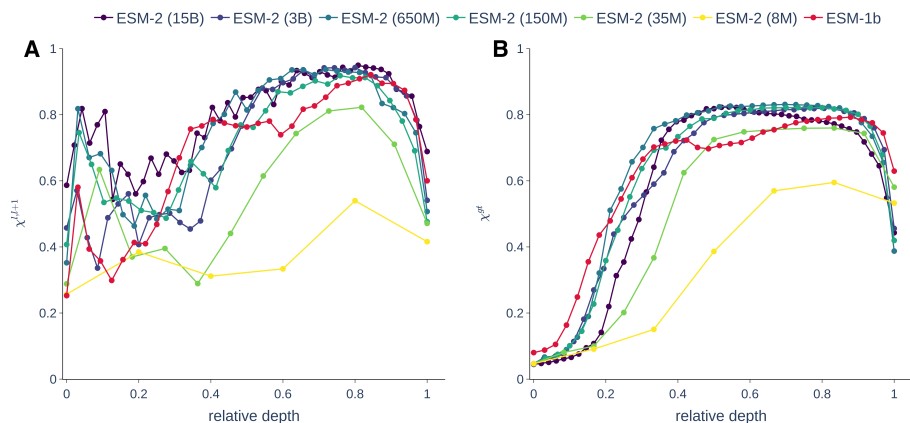 ESM-2 (15B) ESM-2 (3B) ESM-2 (650M) ESM-2 (150M) ESM-2 (35M) ESM-2 (8M) ESM-1b
A B
1 1
0.8 0.8
0.6 0.6
χ^{l,l+1} χ^{gt}
0.4 0.4
0.2 0.2
0 0
0 0.2 0.4 0.6 0.8 1 0 0.2 0.4 0.6 0.8 1
relative depth relative depth